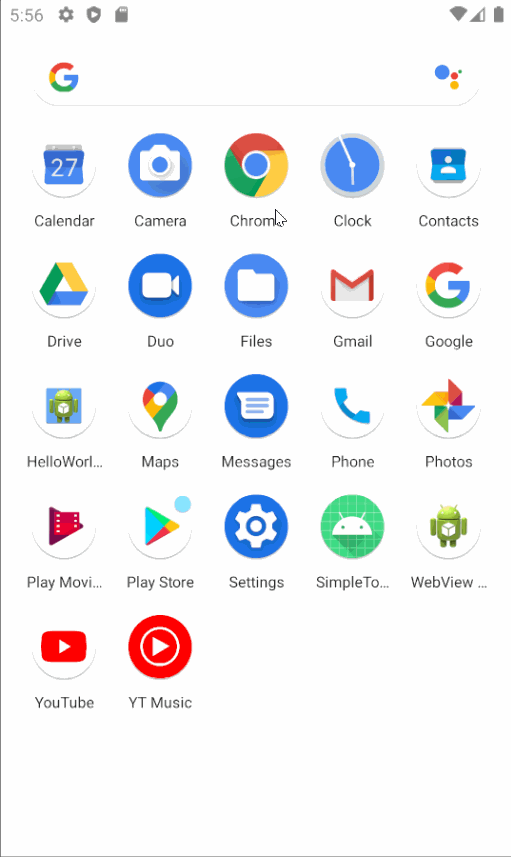 5:56
27
Calendar Camera Chrome Clock Contacts
Drive Duo Files Gmail Google
HelloWorl... Maps Messages Phone Photos
Play Movi... Play Store Settings SimpleTo... WebView ...
YouTube YT Music